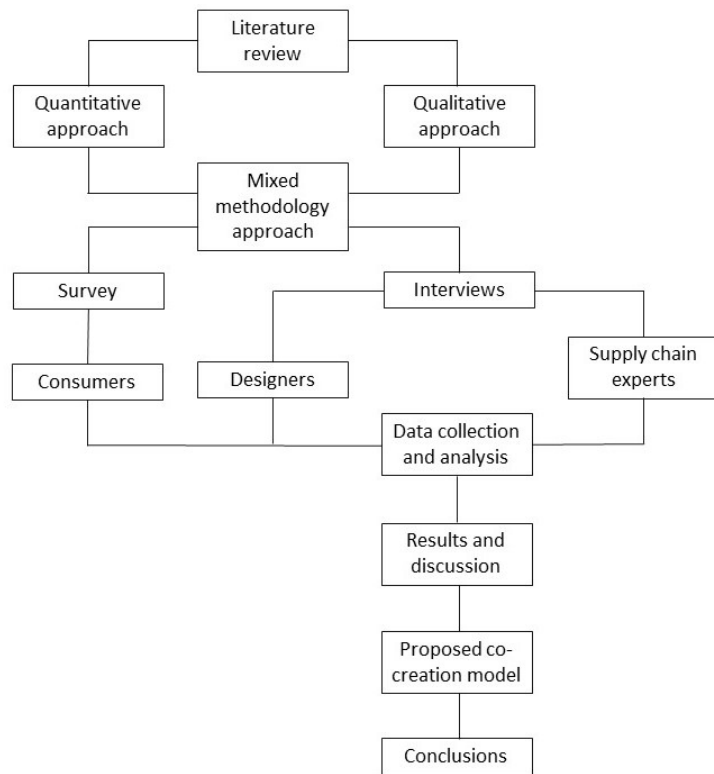 Literature
review
Quantitative
approach
Qualitative
approach
Mixed
methodology
approach
Survey
Interviews
Consumers
Designers
Supply chain
experts
Data collection
and analysis
Results and
discussion
Proposed co-
creation model
Conclusions